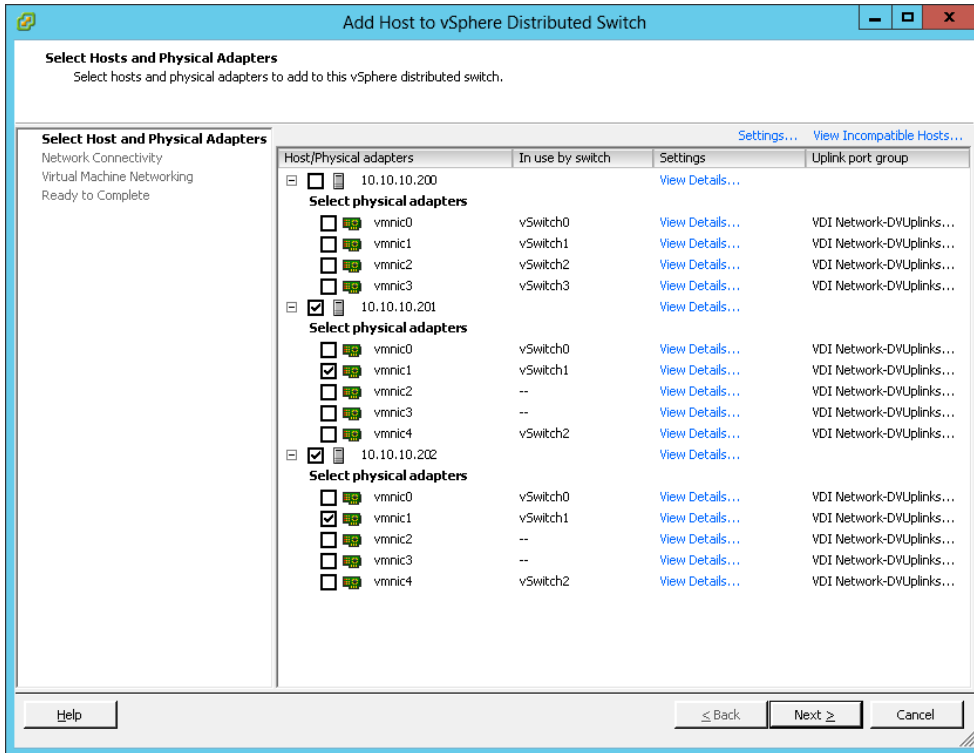 Add Host to vSphere Distributed Switch
Select Hosts and Physical Adapters
Select hosts and physical adapters to add to this vSphere distributed switch.
Select Host and Physical Adapters
Network Connectivity
Virtual Machine Networking
Ready to Complete
Settings... View Incompatible Hosts...
Host/Physical adapters In use by switch Settings Uplink port group
10.10.10.200 View Details...
Select physical adapters
vmnic0 vSwitch0 View Details... VDI Network-DVUplinks...
vmnic1 vSwitch1 View Details... VDI Network-DVUplinks...
vmnic2 vSwitch2 View Details... VDI Network-DVUplinks...
vmnic3 vSwitch3 View Details... VDI Network-DVUplinks...
10.10.10.201 View Details...
Select physical adapters
vmnic0 vSwitch0 View Details... VDI Network-DVUplinks...
vmnic1 vSwitch1 View Details... VDI Network-DVUplinks...
vmnic2 -- View Details... VDI Network-DVUplinks...
vmnic3 -- View Details... VDI Network-DVUplinks...
vmnic4 vSwitch2 View Details... VDI Network-DVUplinks...
10.10.10.202 View Details...
Select physical adapters
vmnic0 vSwitch0 View Details... VDI Network-DVUplinks...
vmnic1 vSwitch1 View Details... VDI Network-DVUplinks...
vmnic2 -- View Details... VDI Network-DVUplinks...
vmnic3 -- View Details... VDI Network-DVUplinks...
vmnic4 vSwitch2 View Details... VDI Network-DVUplinks...
Help < Back Next > Cancel